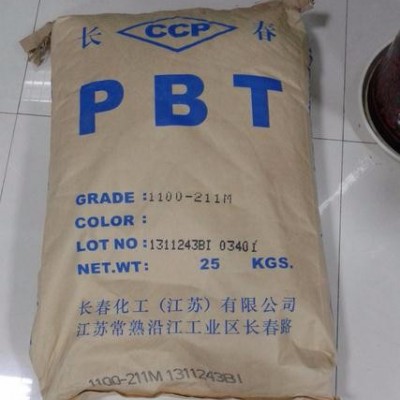 长 CCP 春
PBT
GRADE:1100-211M
COLOR:
LOT NO:1311243BI 0340f
NET.WT: 25 KGS.
长春化工(江苏)有限公司
江苏常熟沿江工业区长春路
1100-211M 1311243BI